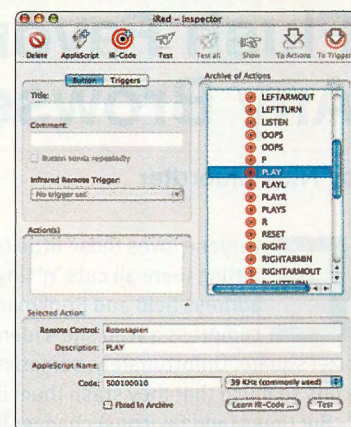 iRed – Inspector
Delete AppleScript IR-Code Test Test all Show To Actions To Trigger
Button Triggers
Title:
Comment:
Button sends repeatedly
Infrared Remote Trigger:
No trigger set
Action(s)
Archive of Actions
LEFTARMOUT
LEFTTURN
LISTEN
OOPS
OOPS
P
PLAY
PLAYL
PLAYR
PLAYS
R
RESET
RIGHT
RIGHTARMIN
RIGHTARMOUT
RIGHTTURN
Selected Action:
Remote Control: Robosapien
Description: PLAY
AppleScript Name:
Code: S00100010
39 KHz (commonly used)
Fixed In Archive
Learn IR-Code ...
Test